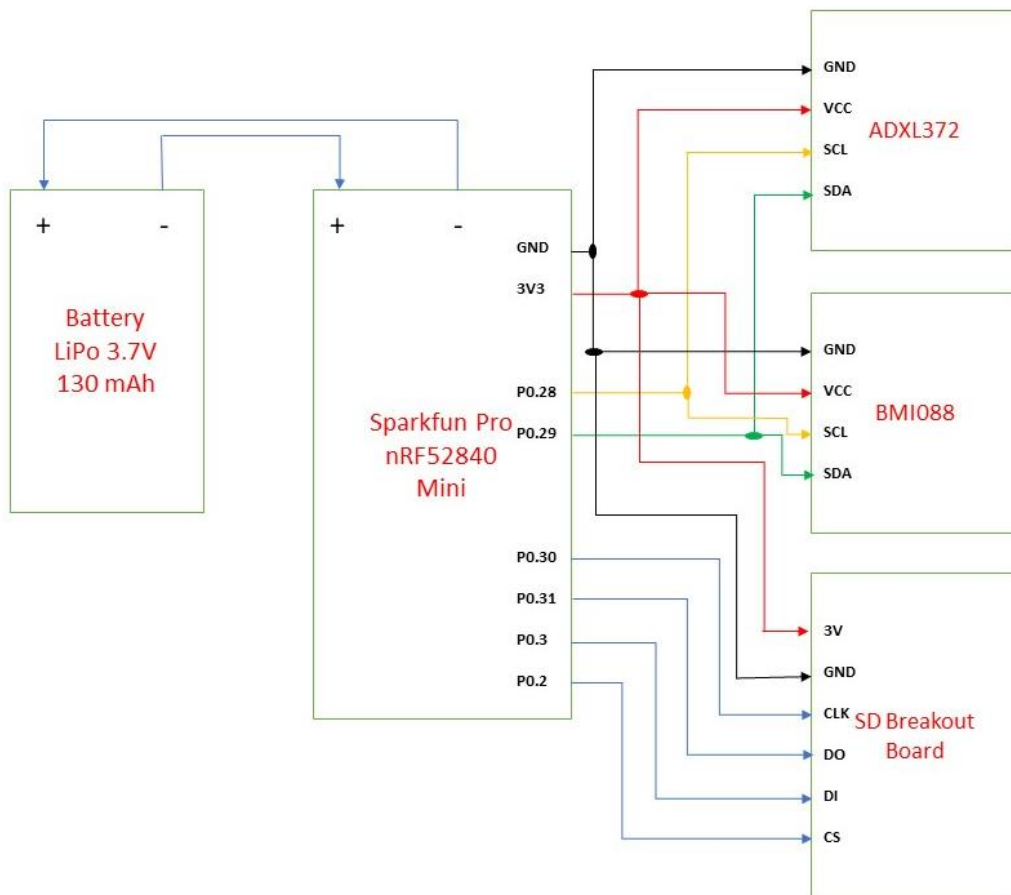 + -
Battery
LiPo 3.7V
130 mAh
+ -
GND
3V3
P0.28
P0.29
Sparkfun Pro
nRF52840
Mini
P0.30
P0.31
P0.3
P0.2
GND
VCC
SCL
SDA
ADXL372
GND
VCC
SCL
SDA
BMI088
3V
GND
CLK
DO
DI
CS
SD Breakout
Board